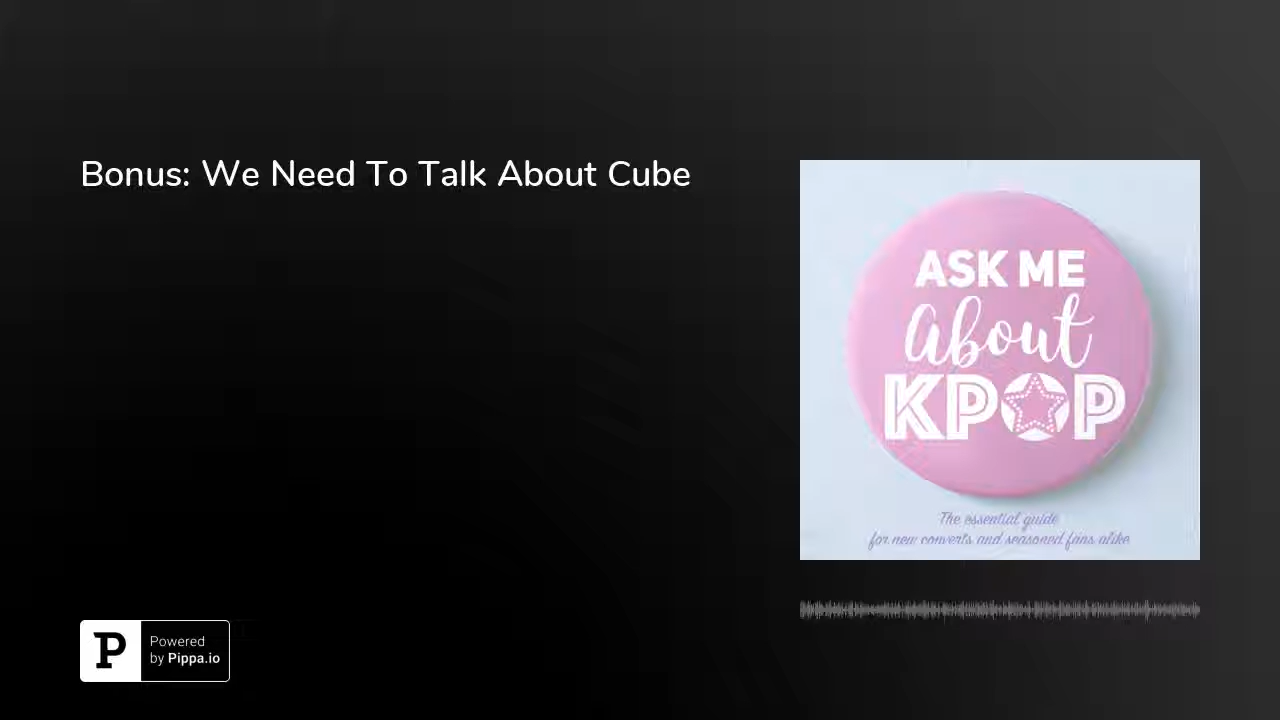 Bonus: We Need To Talk About Cube
ASK ME
About
KPOP
The essential guide
for new converts and seasoned fans alike
P
Powered
by Pippa.io